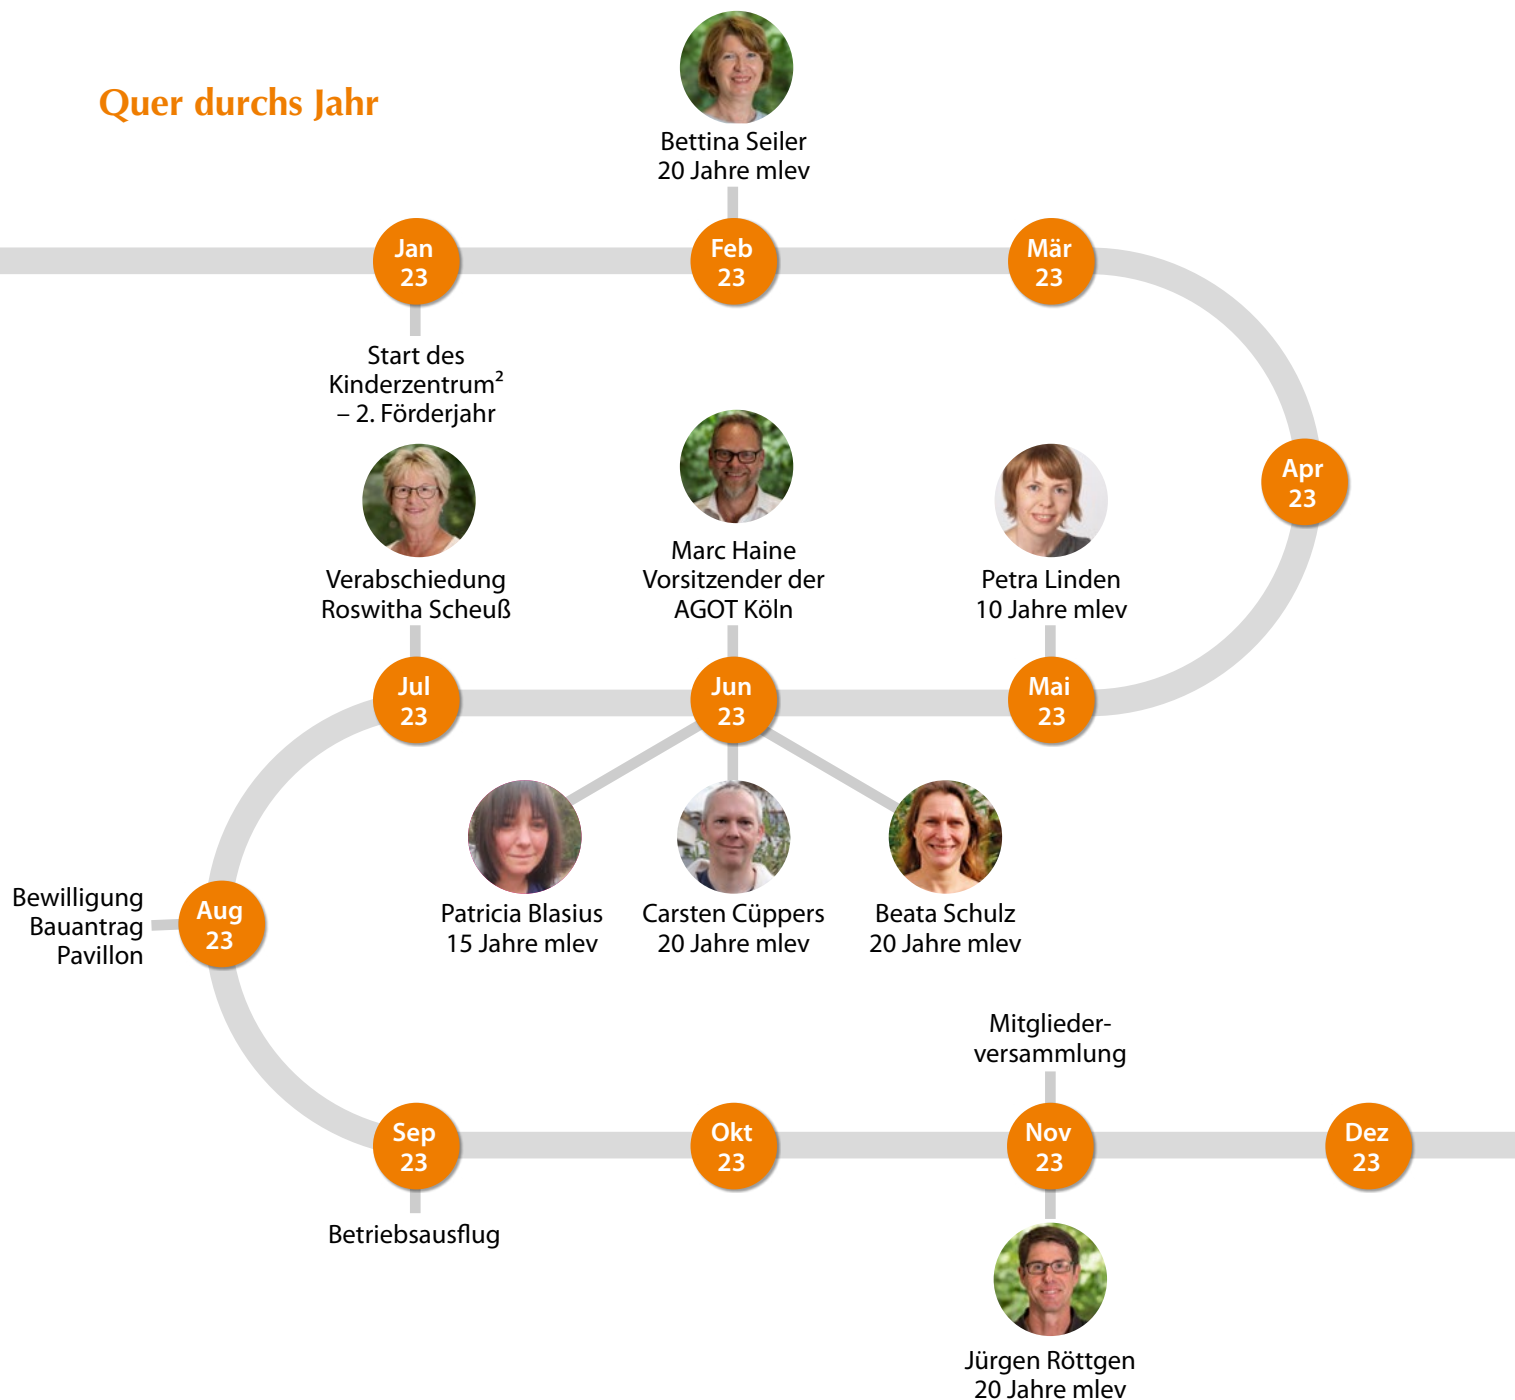 Quer durchs Jahr
Bettina Seiler
20 Jahre mlev
Jan
23
Feb
23
Mär
23
Start des
Kinderzentrum²
– 2. Förderjahr
Apr
23
Verabschiedung
Roswitha Scheuß
Marc Haine
Vorsitzender der
AGOT Köln
Petra Linden
10 Jahre mlev
Jul
23
Jun
23
Mai
23
Patricia Blasius
15 Jahre mlev
Carsten Cüppers
20 Jahre mlev
Beata Schulz
20 Jahre mlev
Bewilligung
Bauantrag
Pavillon
Aug
23
Mitglieder-
versammlung
Sep
23
Okt
23
Nov
23
Dez
23
Betriebsausflug
Jürgen Röttgen
20 Jahre mlev